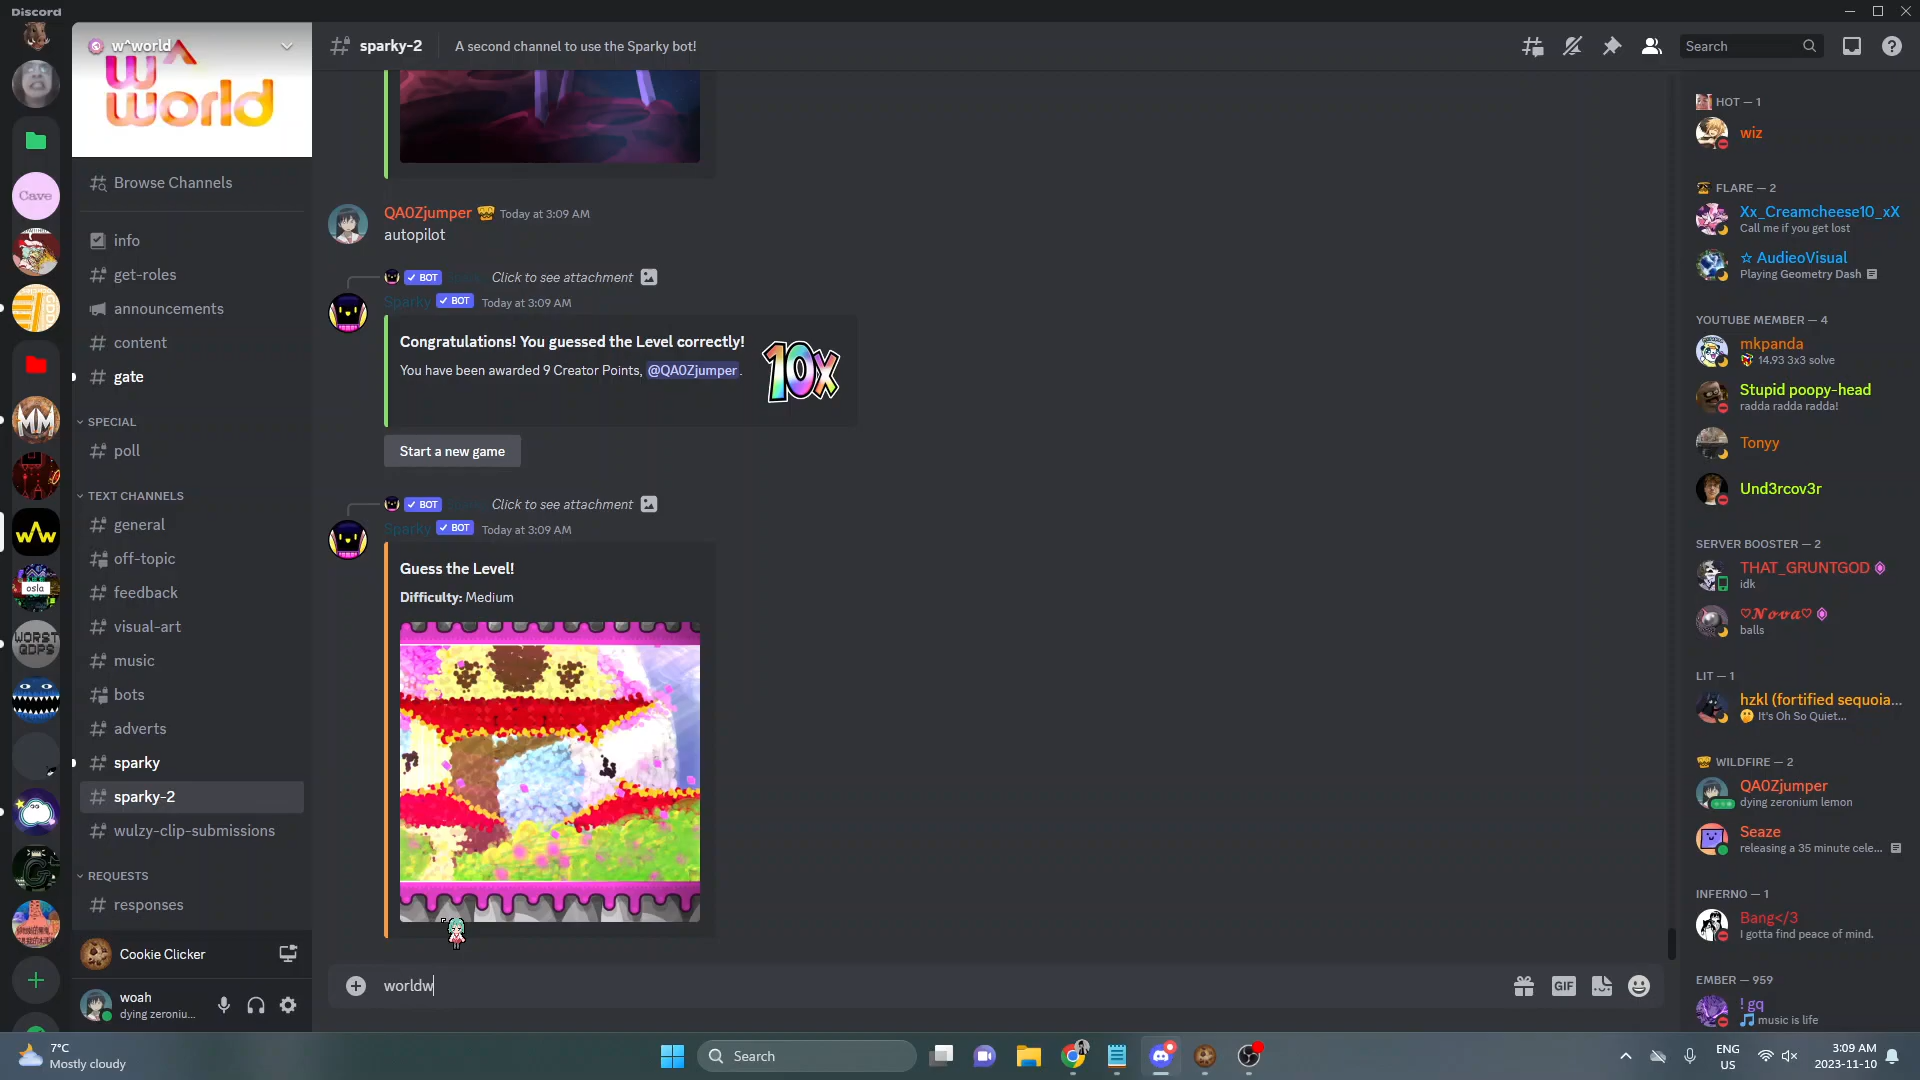 Discord
w^world
w^
world
Browse Channels
info
get-roles
announcements
content
gate
SPECIAL
poll
TEXT CHANNELS
general
off-topic
feedback
visual-art
music
bots
adverts
sparky
sparky-2
wulzy-clip-submissions
REQUESTS
responses
Cookie Clicker
woah
dying zeroniu...
Cave
MM
osla
WORST
GDPS
sparky-2
A second channel to use the Sparky bot!
Search
QA0Zjumper Today at 3:09 AM
autopilot
BOT Click to see attachment
Sparky BOT Today at 3:09 AM
Congratulations! You guessed the Level correctly!
You have been awarded 9 Creator Points, @QA0Zjumper.
10x
Start a new game
BOT Click to see attachment
Sparky BOT Today at 3:09 AM
Guess the Level!
Difficulty: Medium
worldw
GIF
HOT — 1
wiz
FLARE — 2
Xx_Creamcheese10_xX
Call me if you get lost
☆ AudieoVisual
Playing Geometry Dash
YOUTUBE MEMBER — 4
mkpanda
14.93 3x3 solve
Stupid poopy-head
radda radda radda!
Tonyy
Und3rcov3r
SERVER BOOSTER — 2
THAT_GRUNTGOD
idk
♡𝓝𝓸𝓿𝓪♡
balls
LIT — 1
hzkl (fortified sequoia...
It's Oh So Quiet...
WILDFIRE — 2
QA0Zjumper
dying zeronium lemon
Seaze
releasing a 35 minute cele...
INFERNO — 1
Bang</3
I gotta find peace of mind.
EMBER — 959
! gq
music is life
7°C
Mostly cloudy
Search
ENG
US
3:09 AM
2023-11-10